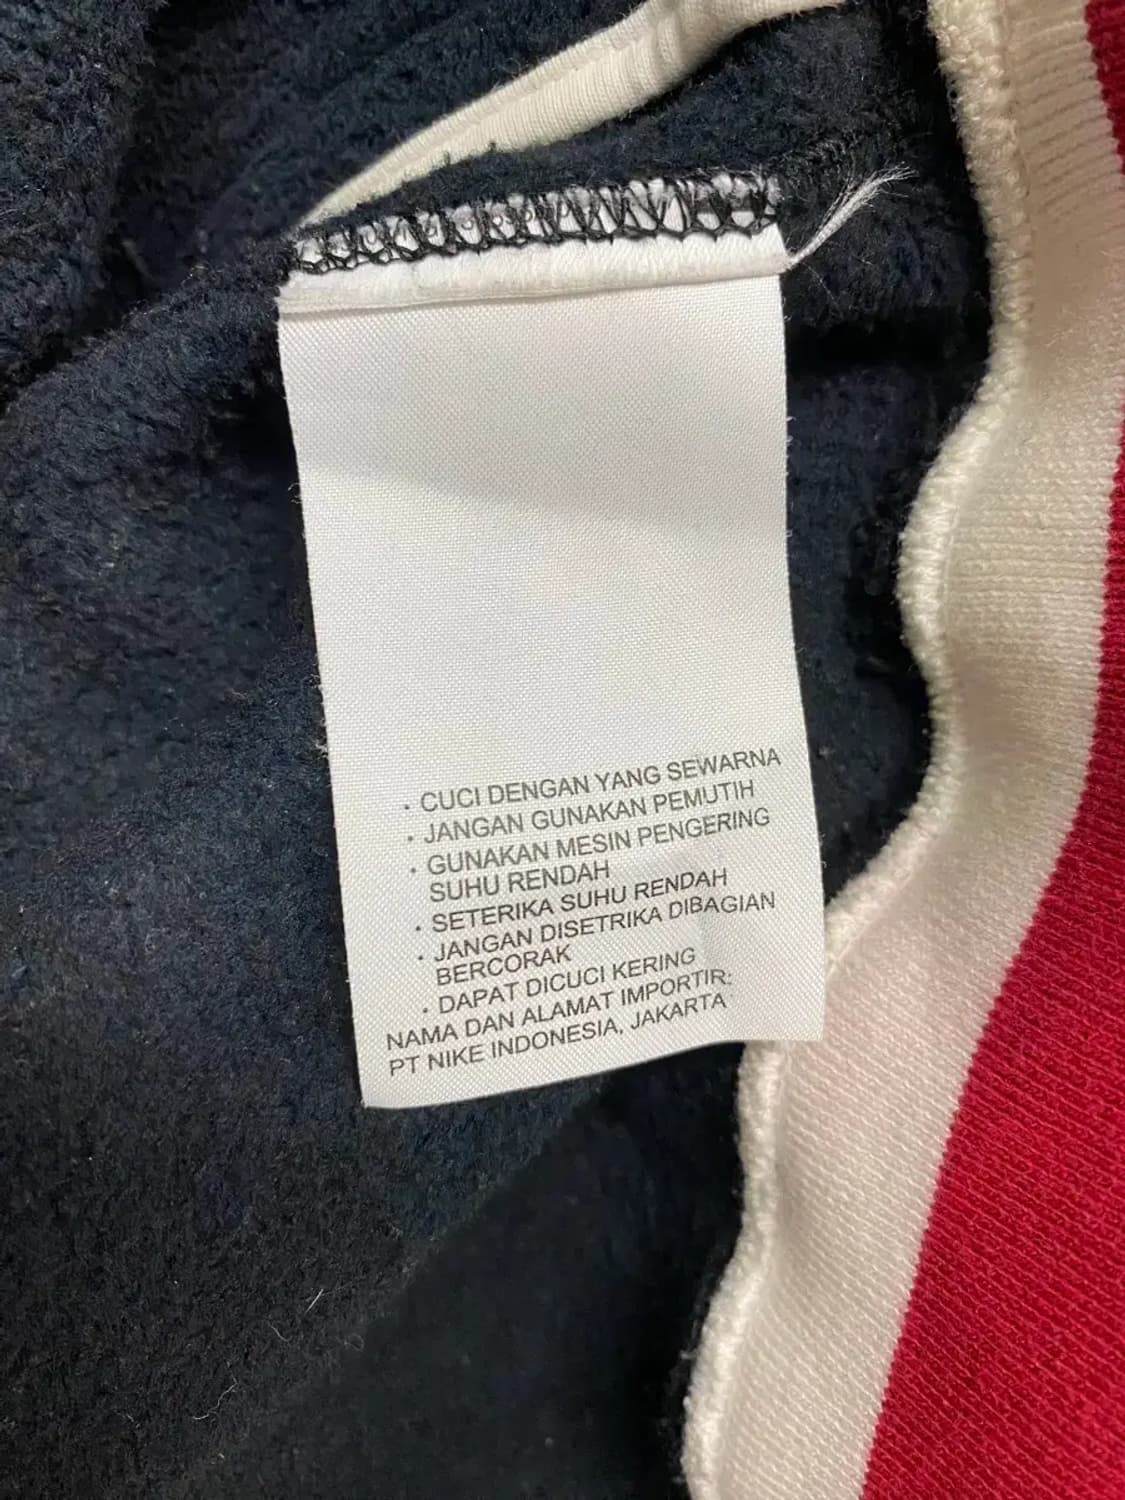 · CUCI DENGAN YANG SEWARNA
· JANGAN GUNAKAN PEMUTIH
· GUNAKAN MESIN PENGERING
SUHU RENDAH
· SETERIKA SUHU RENDAH
· JANGAN DISETRIKA DIBAGIAN
BERCORAK
· DAPAT DICUCI KERING
NAMA DAN ALAMAT IMPORTIR:
PT NIKE INDONESIA, JAKARTA